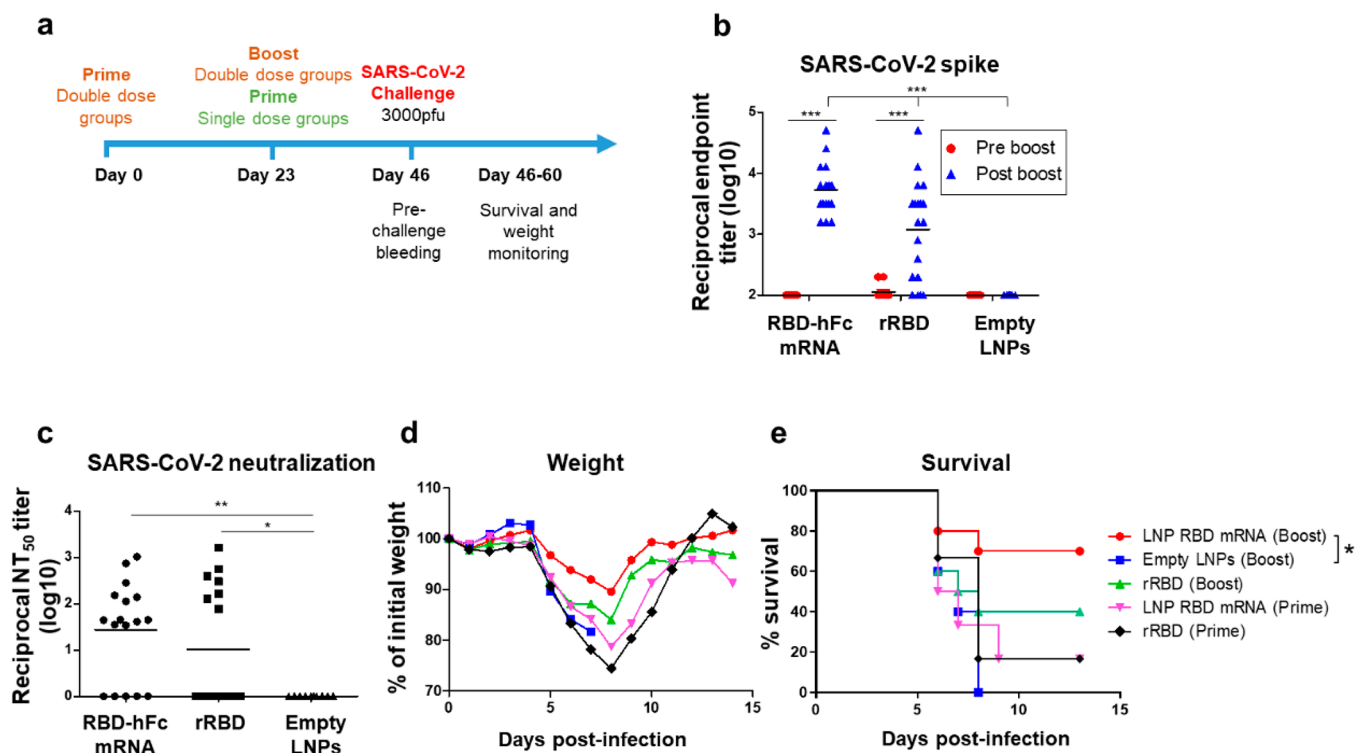 a
Prime
Double dose
groups
Boost
Double dose groups
Prime
Single dose groups
SARS-CoV-2
Challenge
3000pfu
Day 0
Day 23
Day 46
Day 46-60
Pre-
challenge
bleeding
Survival and
weight
monitoring
b
SARS-CoV-2 spike
***
***
***
Reciprocal endpoint
titer (log10)
5
4
3
2
Pre boost
Post boost
RBD-hFc
mRNA
rRBD
Empty
LNPs
c
SARS-CoV-2 neutralization
**
*
Reciprocal NT50 titer
(log10)
4
3
2
1
0
RBD-hFc
mRNA
rRBD
Empty
LNPs
d
Weight
% of initial weight
110
100
90
80
70
0
5
10
15
Days post-infection
e
Survival
% survival
100
80
60
40
20
0
0
5
10
15
Days post-infection
LNP RBD mRNA (Boost)
Empty LNPs (Boost)
rRBD (Boost)
LNP RBD mRNA (Prime)
rRBD (Prime)
*